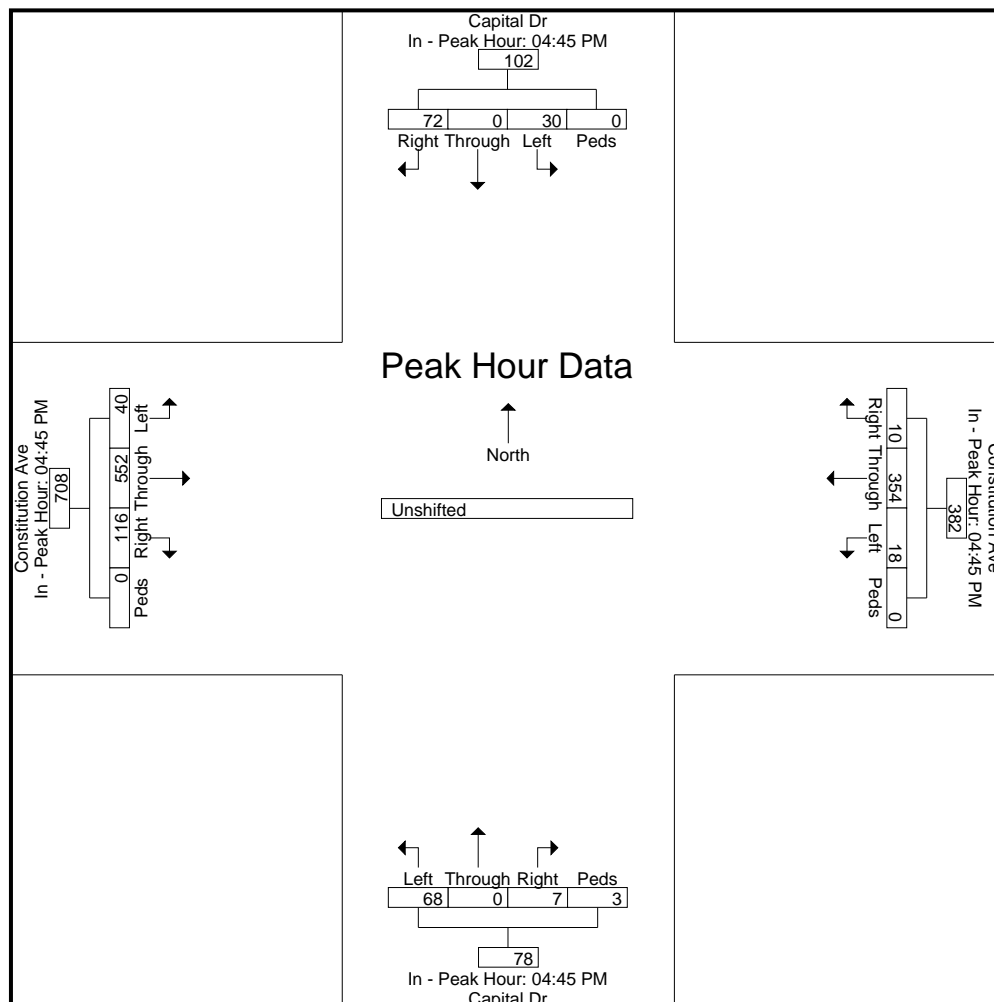 Capital Dr
In - Peak Hour: 04:45 PM
102
72 0 30 0
Right Through Left Peds
Peak Hour Data
North
Unshifted
Constitution Ave
In - Peak Hour: 04:45 PM
708
40 552 116 0
Left Through Right Peds
Constitution Ave
In - Peak Hour: 04:45 PM
382
10 354 18 0
Right Through Left Peds
Left Through Right Peds
68 0 7 3
78
In - Peak Hour: 04:45 PM
Capital Dr